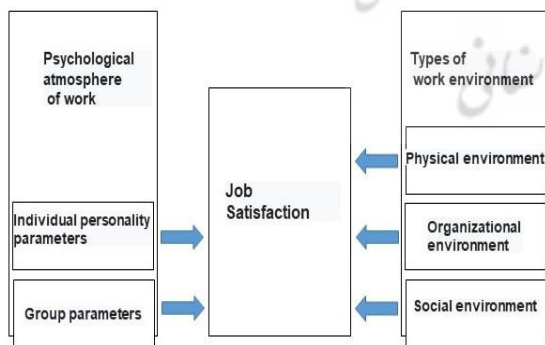 Psychological
atmosphere
of work
Individual personality
parameters
Group parameters
Job
Satisfaction
Types of
work environment
Physical environment
Organizational
environment
Social environment